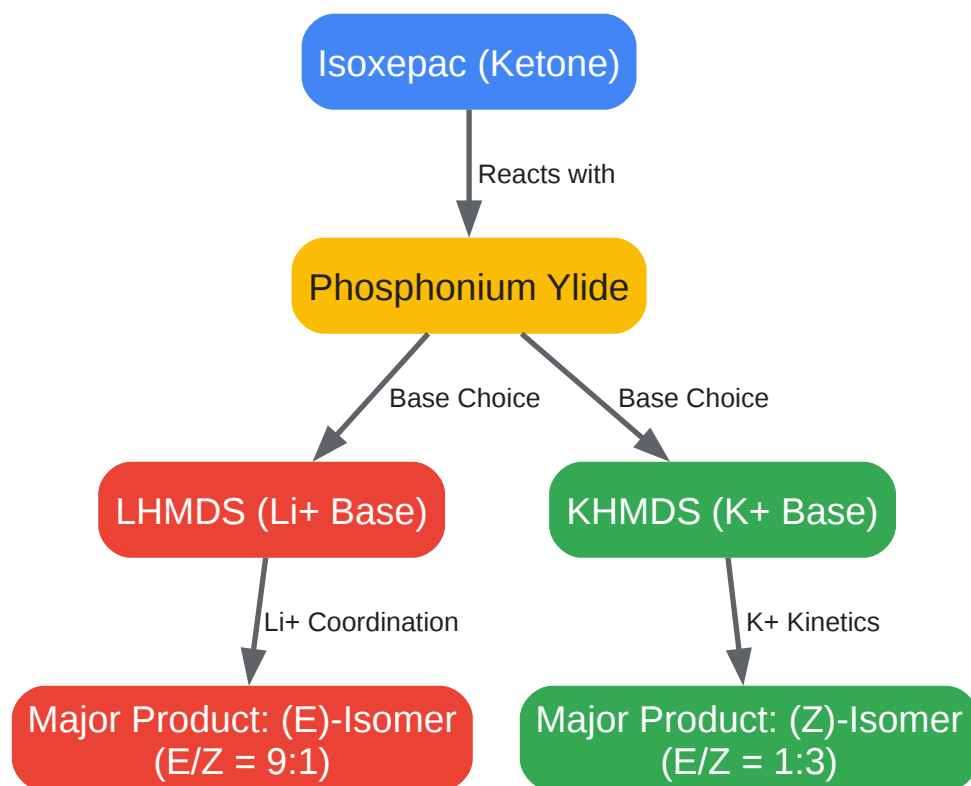 Isoxepac (Ketone)
Reacts with
Phosphonium Ylide
Base Choice
Base Choice
LHMDS (Li+ Base)
KHMDS (K+ Base)
Li+ Coordination
K+ Kinetics
Major Product: (E)-Isomer
(E/Z = 9:1)
Major Product: (Z)-Isomer
(E/Z = 1:3)